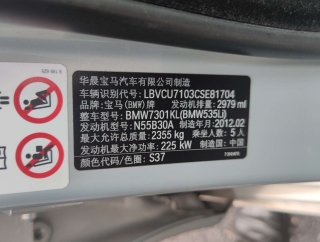 华晨宝马汽车有限公司制造
车辆识别代号: LBVCU7103CSE81704
品牌: 宝马(BMW)牌 发动机排量: 2979 ml
整车型号: BMW7301KL(BMW535Li)
发动机型号: N55B30A 制造年月: 2012.02
最大允许总质量: 2355 kg 乘坐人数: 5 人
发动机最大净功率: 225 kW 制造国: 中国
颜色代码/色圈: S37